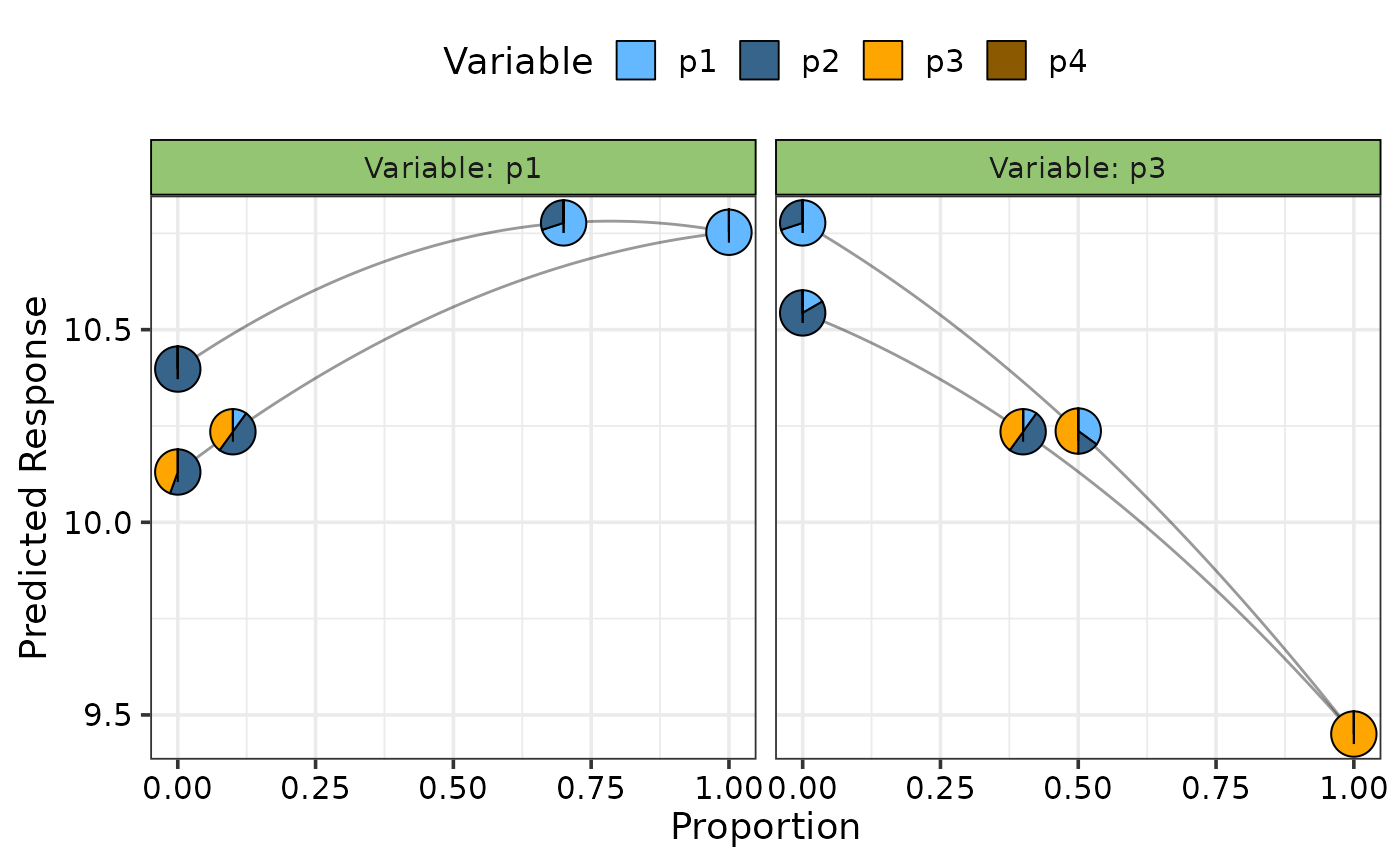 Variable p1 p2 p3 p4
Variable: p1 Variable: p3
Predicted Response
10.5
10.0
9.5
0.00 0.25 0.50 0.75 1.00 0.00 0.25 0.50 0.75 1.00
Proportion